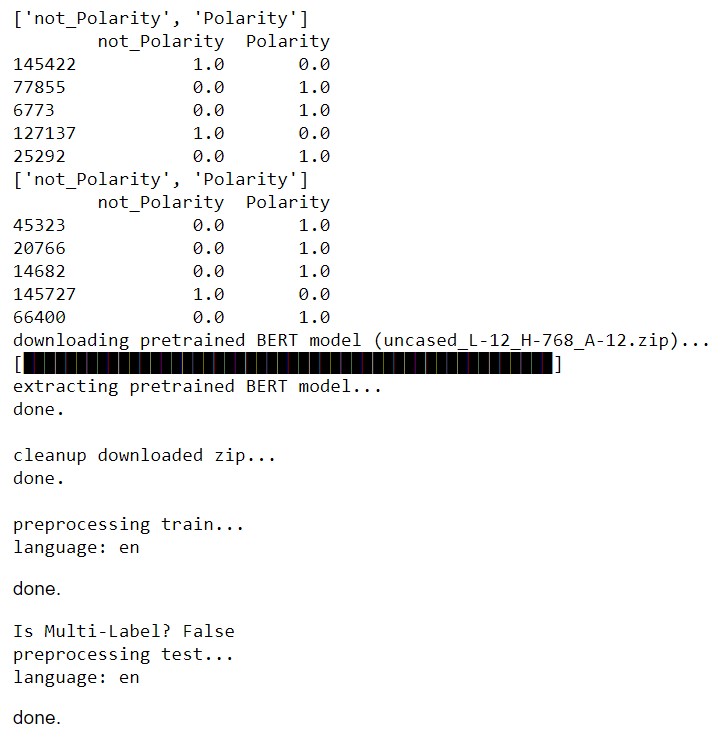 ['not_Polarity', 'Polarity']
        not_Polarity  Polarity
145422           1.0       0.0
77855            0.0       1.0
6773             0.0       1.0
127137           1.0       0.0
25292            0.0       1.0
['not_Polarity', 'Polarity']
        not_Polarity  Polarity
45323            0.0       1.0
20766            0.0       1.0
14682            0.0       1.0
145727           1.0       0.0
66400            0.0       1.0
downloading pretrained BERT model (uncased_L-12_H-768_A-12.zip)...
[██████████████████████████████████████████████████]
extracting pretrained BERT model...
done.

cleanup downloaded zip...
done.

preprocessing train...
language: en
done.
Is Multi-Label? False
preprocessing test...
language: en
done.